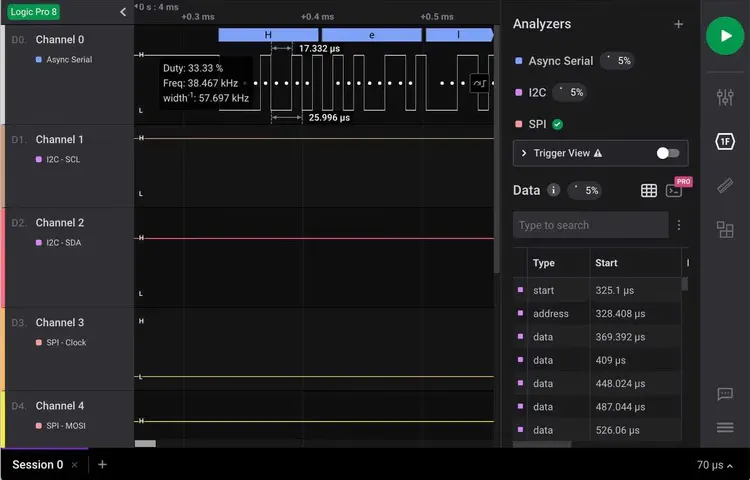 Logic Pro 8
0 s : 4 ms
+0.3 ms
+0.4 ms
+0.5 ms
D0.
Channel 0
Async Serial
H
L
H
e
l
17.332 µs
Duty: 33.33 %
Freq: 38.467 kHz
width⁻¹: 57.697 kHz
25.996 µs
D1.
Channel 1
I2C - SCL
H
L
D2.
Channel 2
I2C - SDA
H
L
D3.
Channel 3
SPI - Clock
H
L
D4.
Channel 4
SPI - MOSI
H
Analyzers
Async Serial
5%
I2C
5%
SPI
Trigger View
Data
5%
PRO
Type to search
Type
Start
start
325.1 µs
address
328.408 µs
data
369.392 µs
data
409 µs
data
448.024 µs
data
487.044 µs
data
526.06 µs
1F
Session 0
70 µs